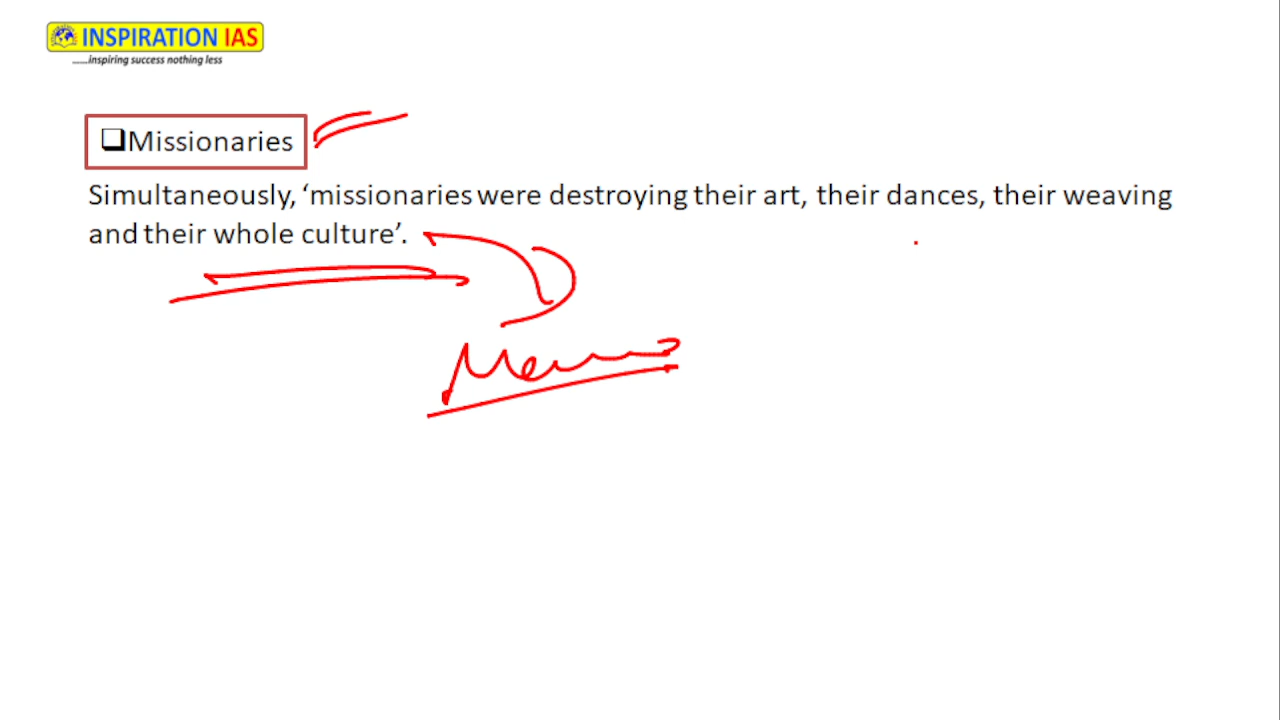 INSPIRATION IAS
......inspiring success nothing less
❑Missionaries
Simultaneously, ‘missionaries were destroying their art, their dances, their weaving
and their whole culture’.